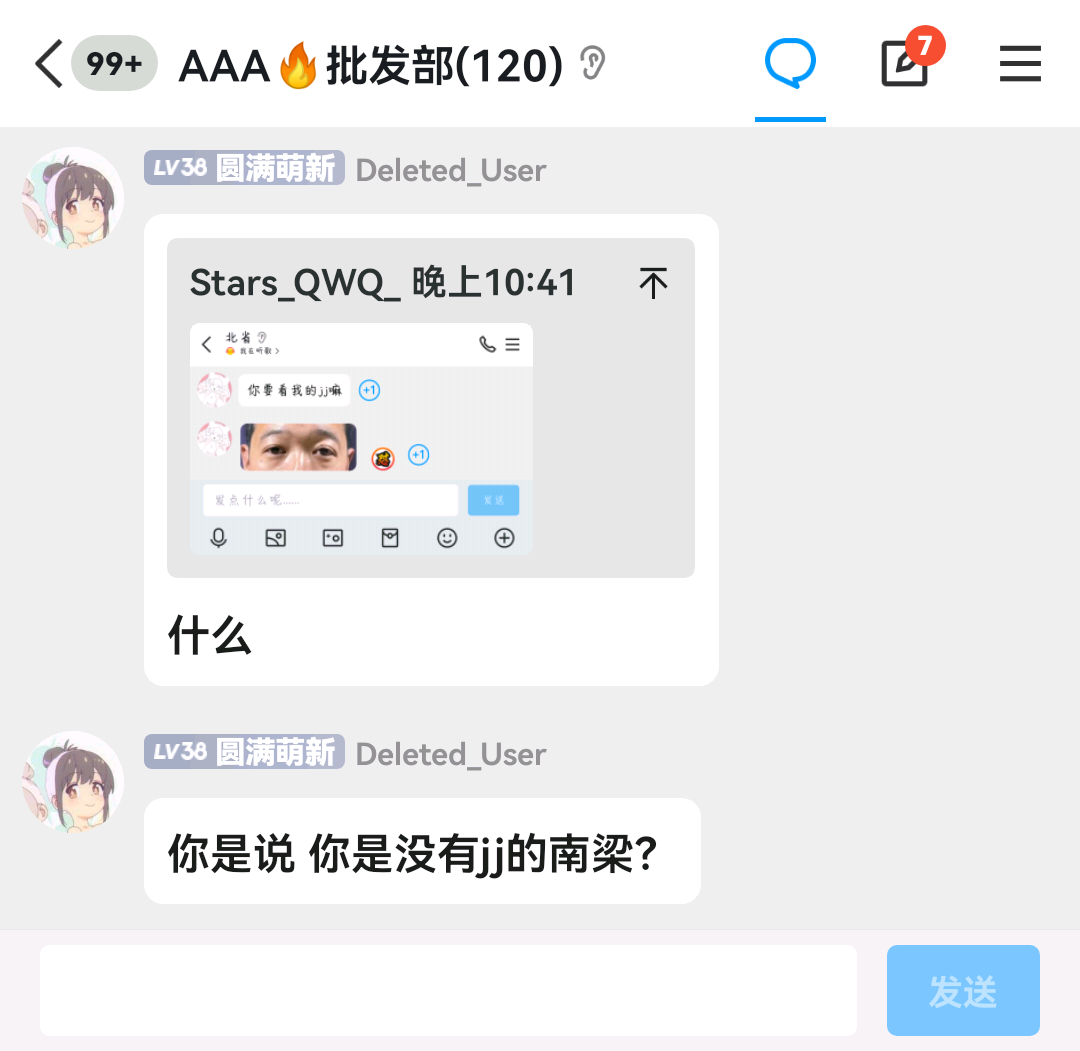 99+
AAA🔥批发部(120)
7
LV38 圆满萌新 Deleted_User
Stars_QWQ_ 晚上10:41
北省
我在听歌 >
你要看我的jj嘛
+1
+1
发点什么呢......
发送
什么
LV38 圆满萌新 Deleted_User
你是说 你是没有jj的南梁?
发送